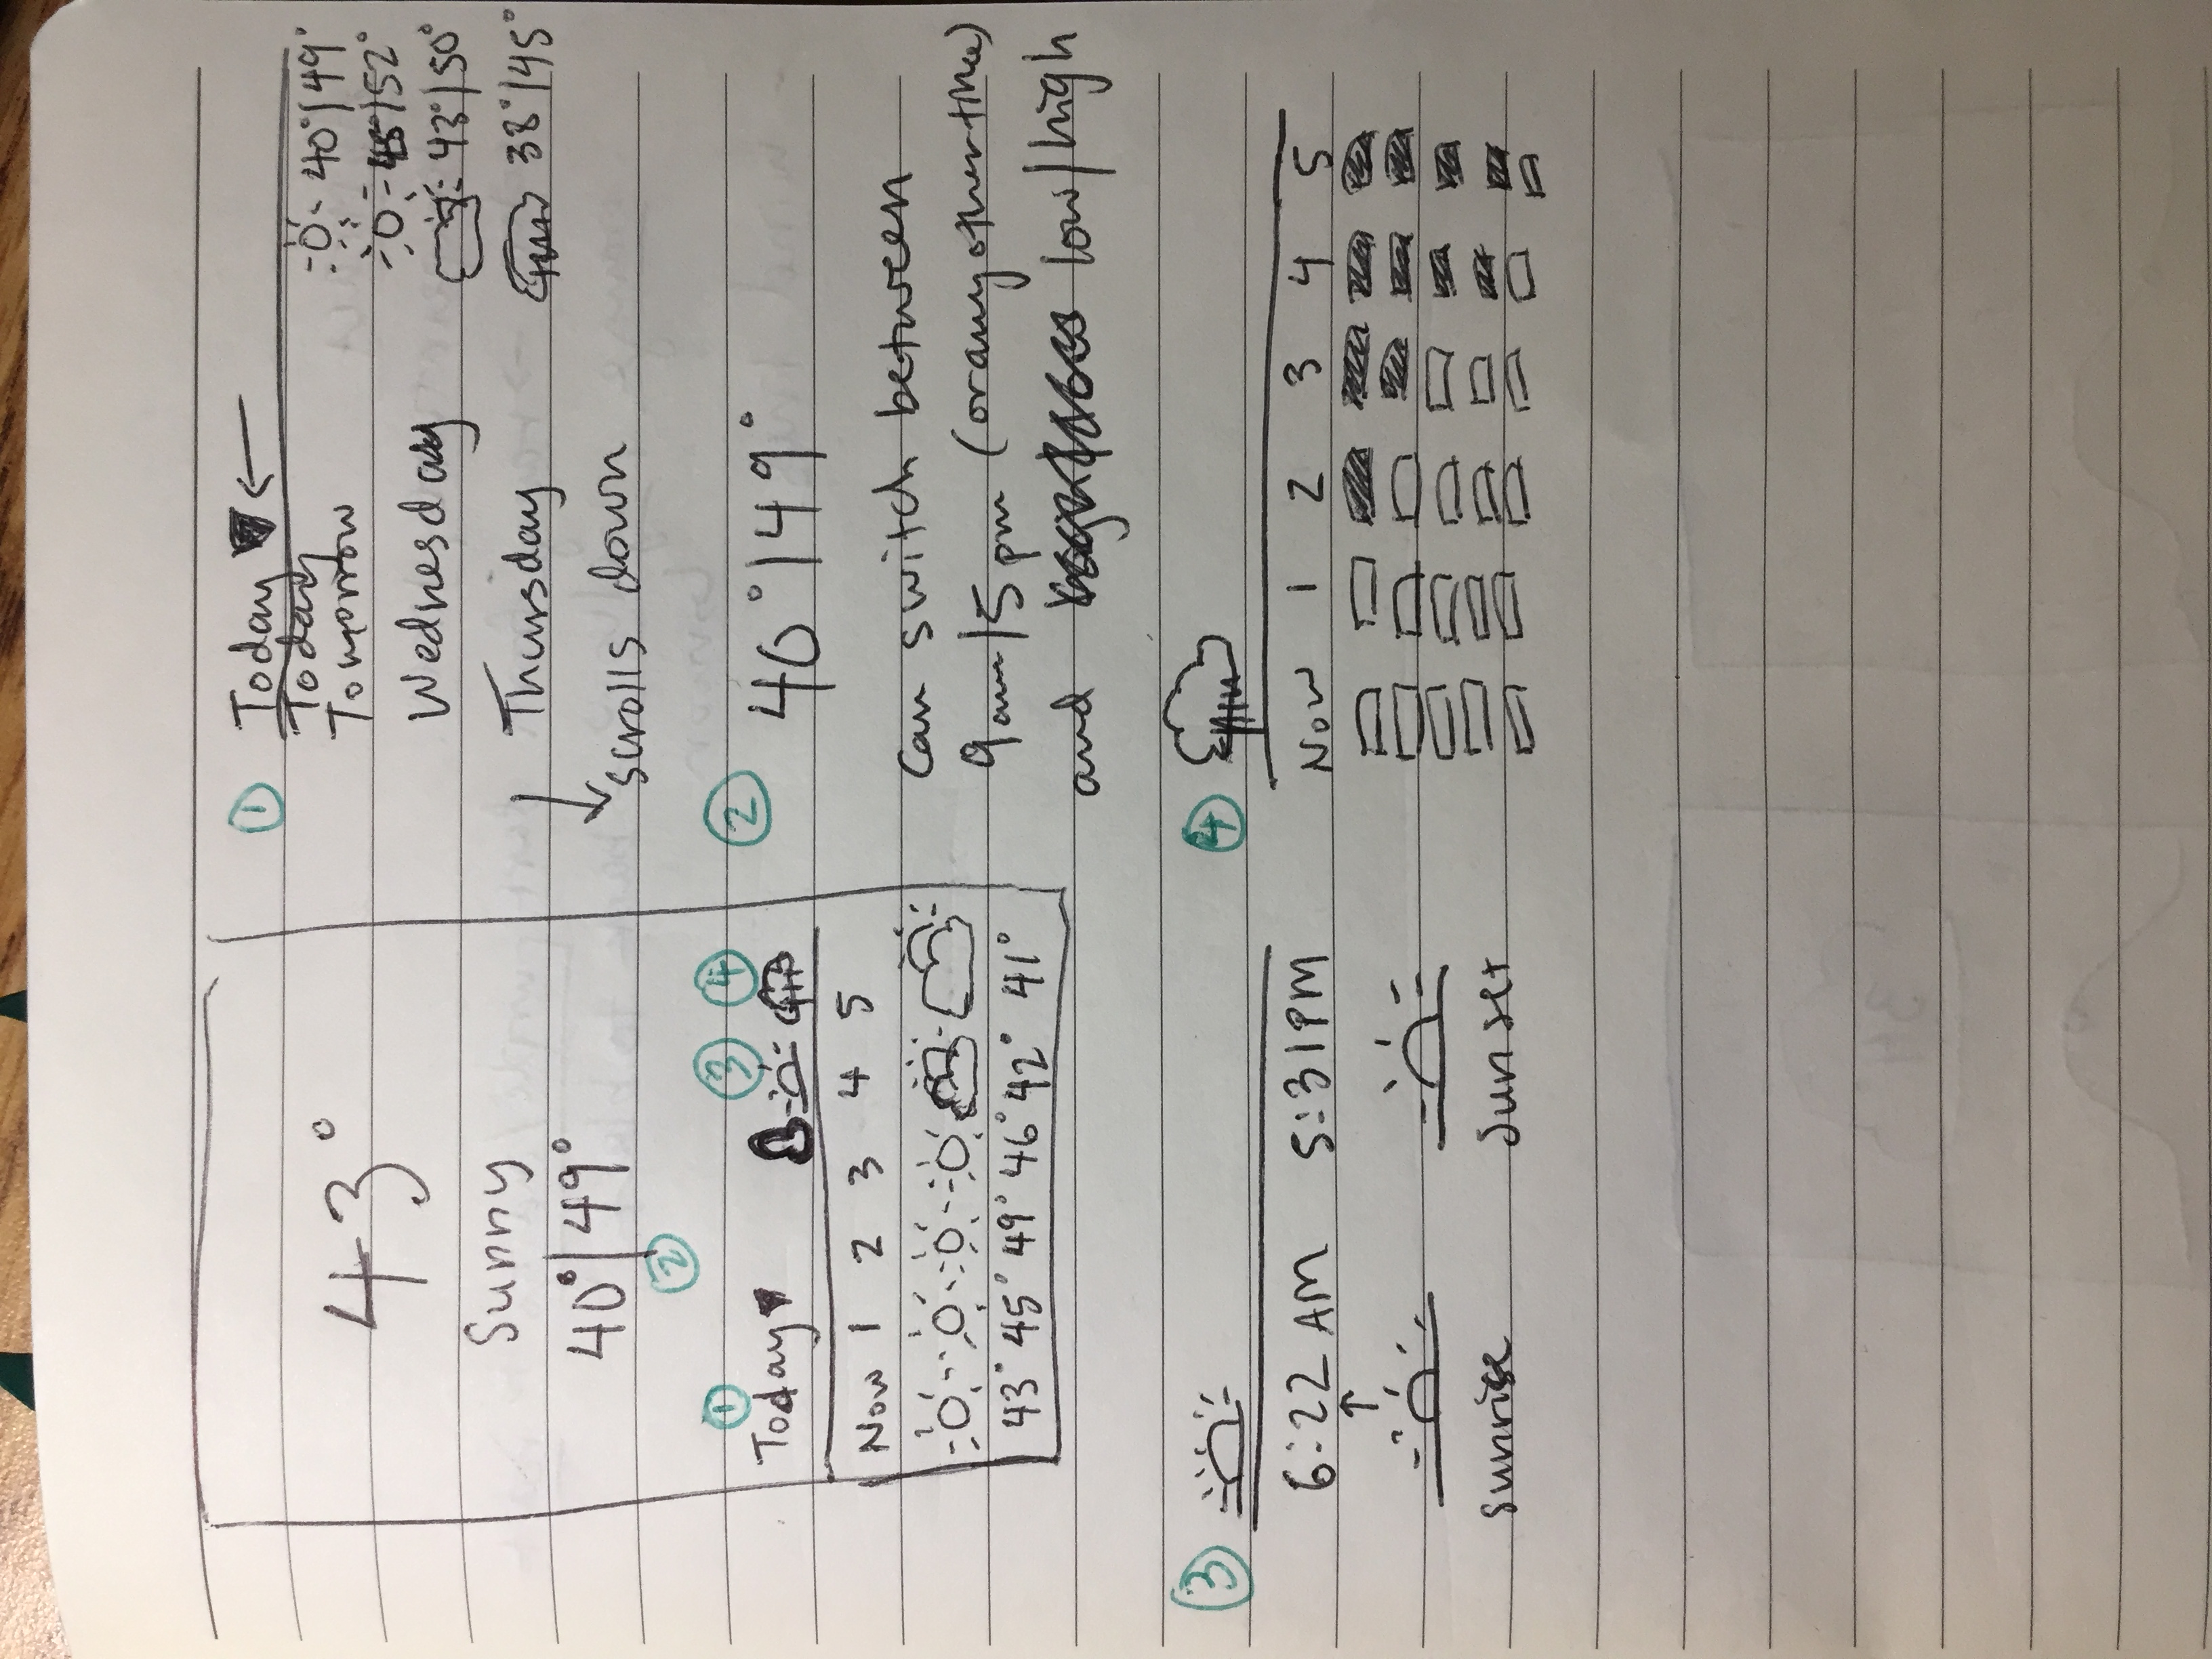 43°
Sunny
40°|49°
②
① ③ ④
Today
Now 1 2 3 4 5
43° 45° 49° 46° 42° 41°
① Today
Today 40°|49°
Tomorrow 45°|52°
Wednesday 43°|50°
Thursday 38°|45°
scrolls down
② 40°|49°
can switch between
9am/5pm (or any other time)
and low/high
③
6:22 AM 5:31 PM
sunrise sunset
④
Now 1 2 3 4 5